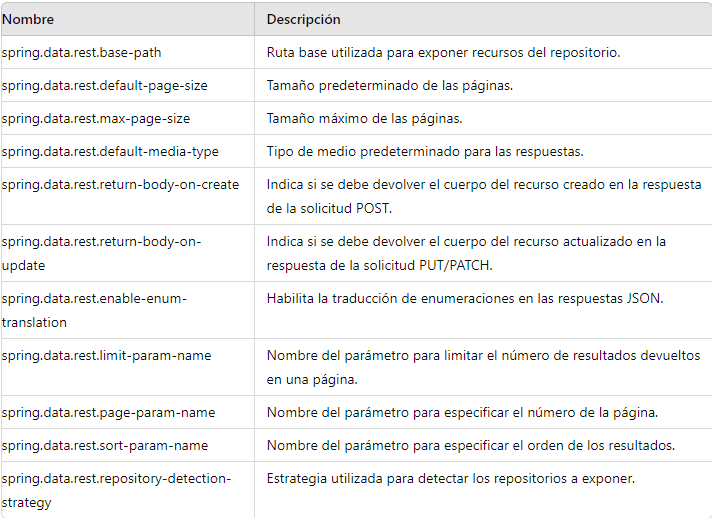 Nombre Descripción
spring.data.rest.base-path Ruta base utilizada para exponer recursos del repositorio.
spring.data.rest.default-page-size Tamaño predeterminado de las páginas.
spring.data.rest.max-page-size Tamaño máximo de las páginas.
spring.data.rest.default-media-type Tipo de medio predeterminado para las respuestas.
spring.data.rest.return-body-on-create Indica si se debe devolver el cuerpo del recurso creado en la respuesta
de la solicitud POST.
spring.data.rest.return-body-on- Indica si se debe devolver el cuerpo del recurso actualizado en la
update respuesta de la solicitud PUT/PATCH.
spring.data.rest.enable-enum- Habilita la traducción de enumeraciones en las respuestas JSON.
translation
spring.data.rest.limit-param-name Nombre del parámetro para limitar el número de resultados devueltos
en una página.
spring.data.rest.page-param-name Nombre del parámetro para especificar el número de la página.
spring.data.rest.sort-param-name Nombre del parámetro para especificar el orden de los resultados.
spring.data.rest.repository-detection- Estrategia utilizada para detectar los repositorios a exponer.
strategy